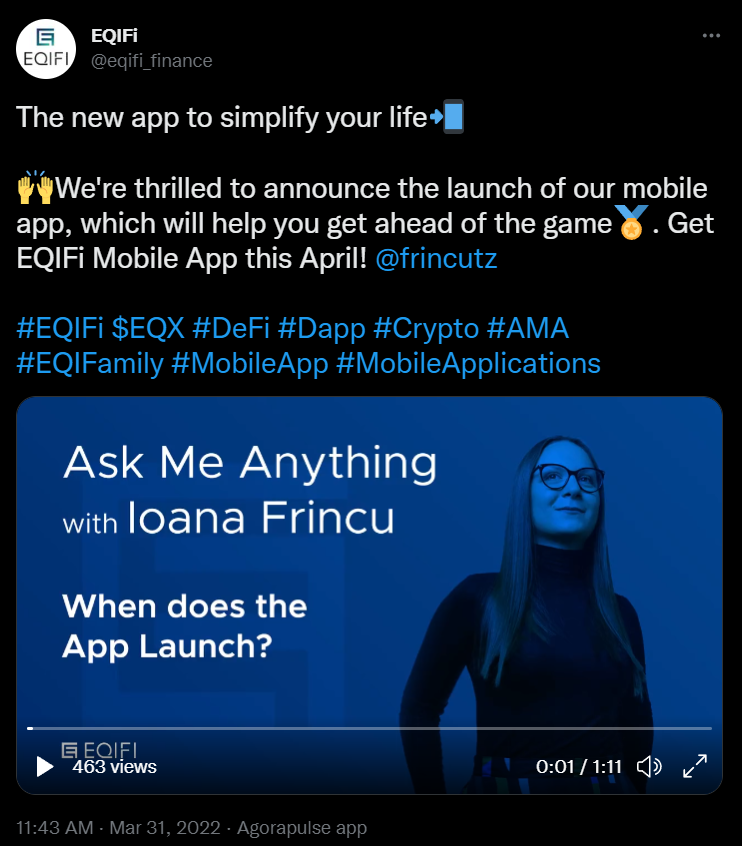 EQIFI
EQIFi
@eqifi_finance
The new app to simplify your life📲
🙌We're thrilled to announce the launch of our mobile
app, which will help you get ahead of the game🏅. Get
EQIFi Mobile App this April! @frincutz
#EQIFi $EQX #DeFi #Dapp #Crypto #AMA
#EQIFamily #MobileApp #MobileApplications
Ask Me Anything
with Ioana Frincu
When does the
App Launch?
EQIFI
463 views
0:01 / 1:11
11:43 AM · Mar 31, 2022 · Agorapulse app